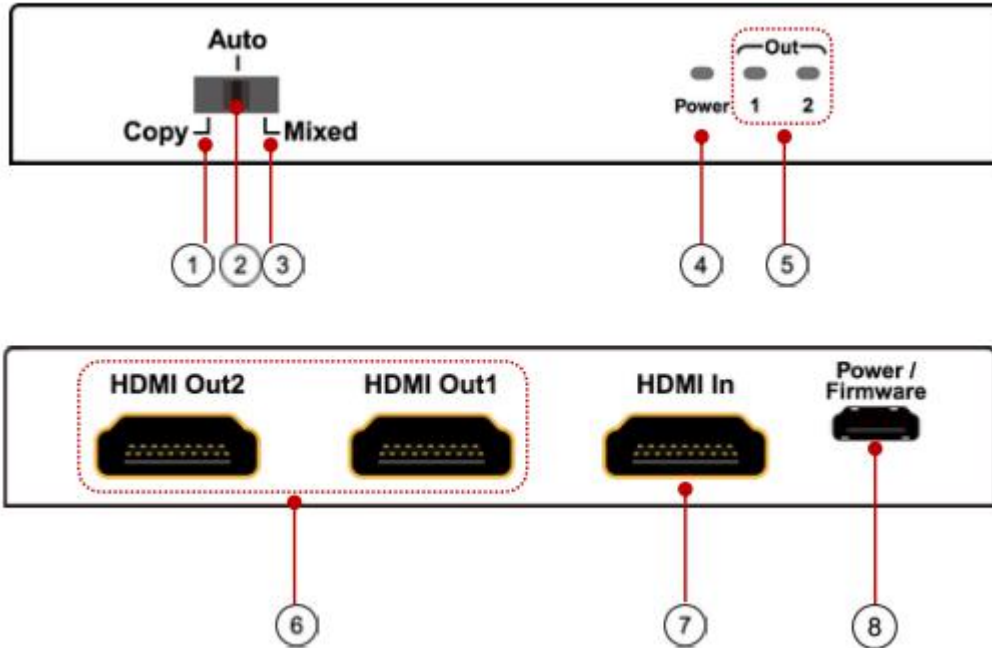 Auto
Out
Copy
Mixed
Power
1
2
1
2
3
4
5
HDMI Out2
HDMI Out1
HDMI In
Power /
Firmware
6
7
8